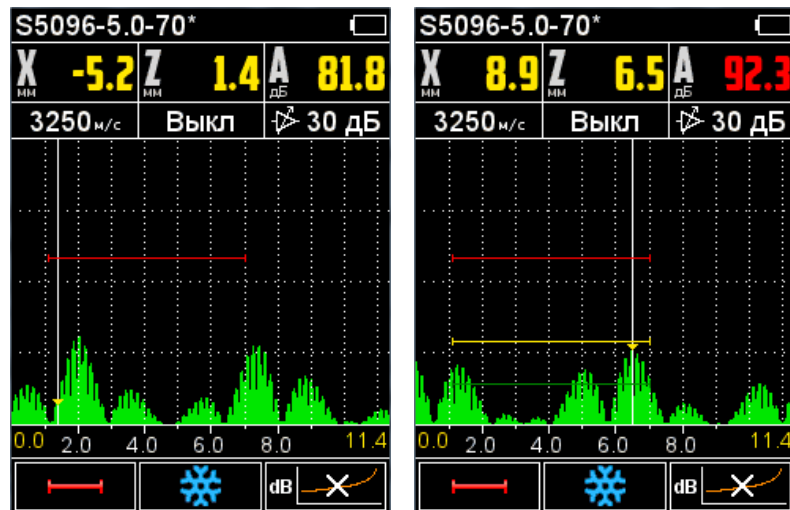 S5096-5.0-70*
X мм -5.2 Z мм 1.4 A дБ 81.8
3250 м/с Выкл 30 дБ
0.0 2.0 4.0 6.0 8.0 11.4
dB
S5096-5.0-70*
X мм 8.9 Z мм 6.5 A дБ 92.3
3250 м/с Выкл 30 дБ
0.0 2.0 4.0 6.0 8.0 11.4
dB